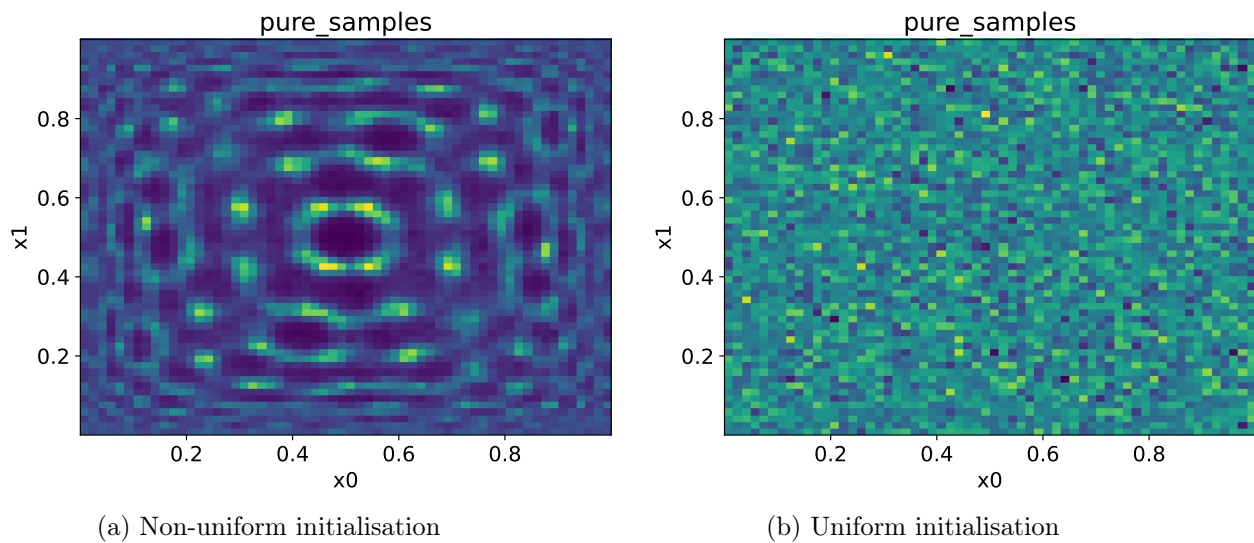 pure_samples
0.8
0.6
0.4
0.2
x1
0.2 0.4 0.6 0.8
x0
(a) Non-uniform initialisation
pure_samples
0.8
0.6
0.4
0.2
x1
0.2 0.4 0.6 0.8
x0
(b) Uniform initialisation